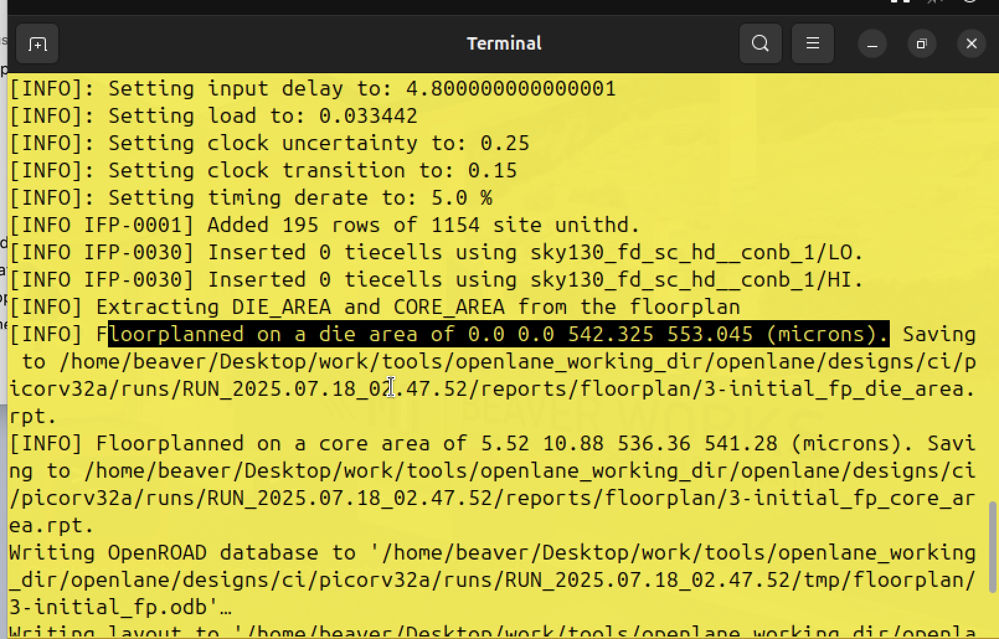 Terminal
[INFO]: Setting input delay to: 4.800000000000001
[INFO]: Setting load to: 0.033442
[INFO]: Setting clock uncertainty to: 0.25
[INFO]: Setting clock transition to: 0.15
[INFO]: Setting timing derate to: 5.0 %
[INFO IFP-0001] Added 195 rows of 1154 site unithd.
[INFO IFP-0030] Inserted 0 tiecells using sky130_fd_sc_hd__conb_1/LO.
[INFO IFP-0030] Inserted 0 tiecells using sky130_fd_sc_hd__conb_1/HI.
[INFO] Extracting DIE_AREA and CORE_AREA from the floorplan
[INFO] Floorplanned on a die area of 0.0 0.0 542.325 553.045 (microns). Saving
 to /home/beaver/Desktop/work/tools/openlane_working_dir/openlane/designs/ci/p
icorv32a/runs/RUN_2025.07.18_02.47.52/reports/floorplan/3-initial_fp_die_area.
rpt.
[INFO] Floorplanned on a core area of 5.52 10.88 536.36 541.28 (microns). Savi
ng to /home/beaver/Desktop/work/tools/openlane_working_dir/openlane/designs/ci
/picorv32a/runs/RUN_2025.07.18_02.47.52/reports/floorplan/3-initial_fp_core_ar
ea.rpt.
Writing OpenROAD database to '/home/beaver/Desktop/work/tools/openlane_working
_dir/openlane/designs/ci/picorv32a/runs/RUN_2025.07.18_02.47.52/tmp/floorplan/
3-initial_fp.odb'…
Writing layout to '/home/beaver/Desktop/work/tools/openlane_working_dir/openla
BEAVER WORKS